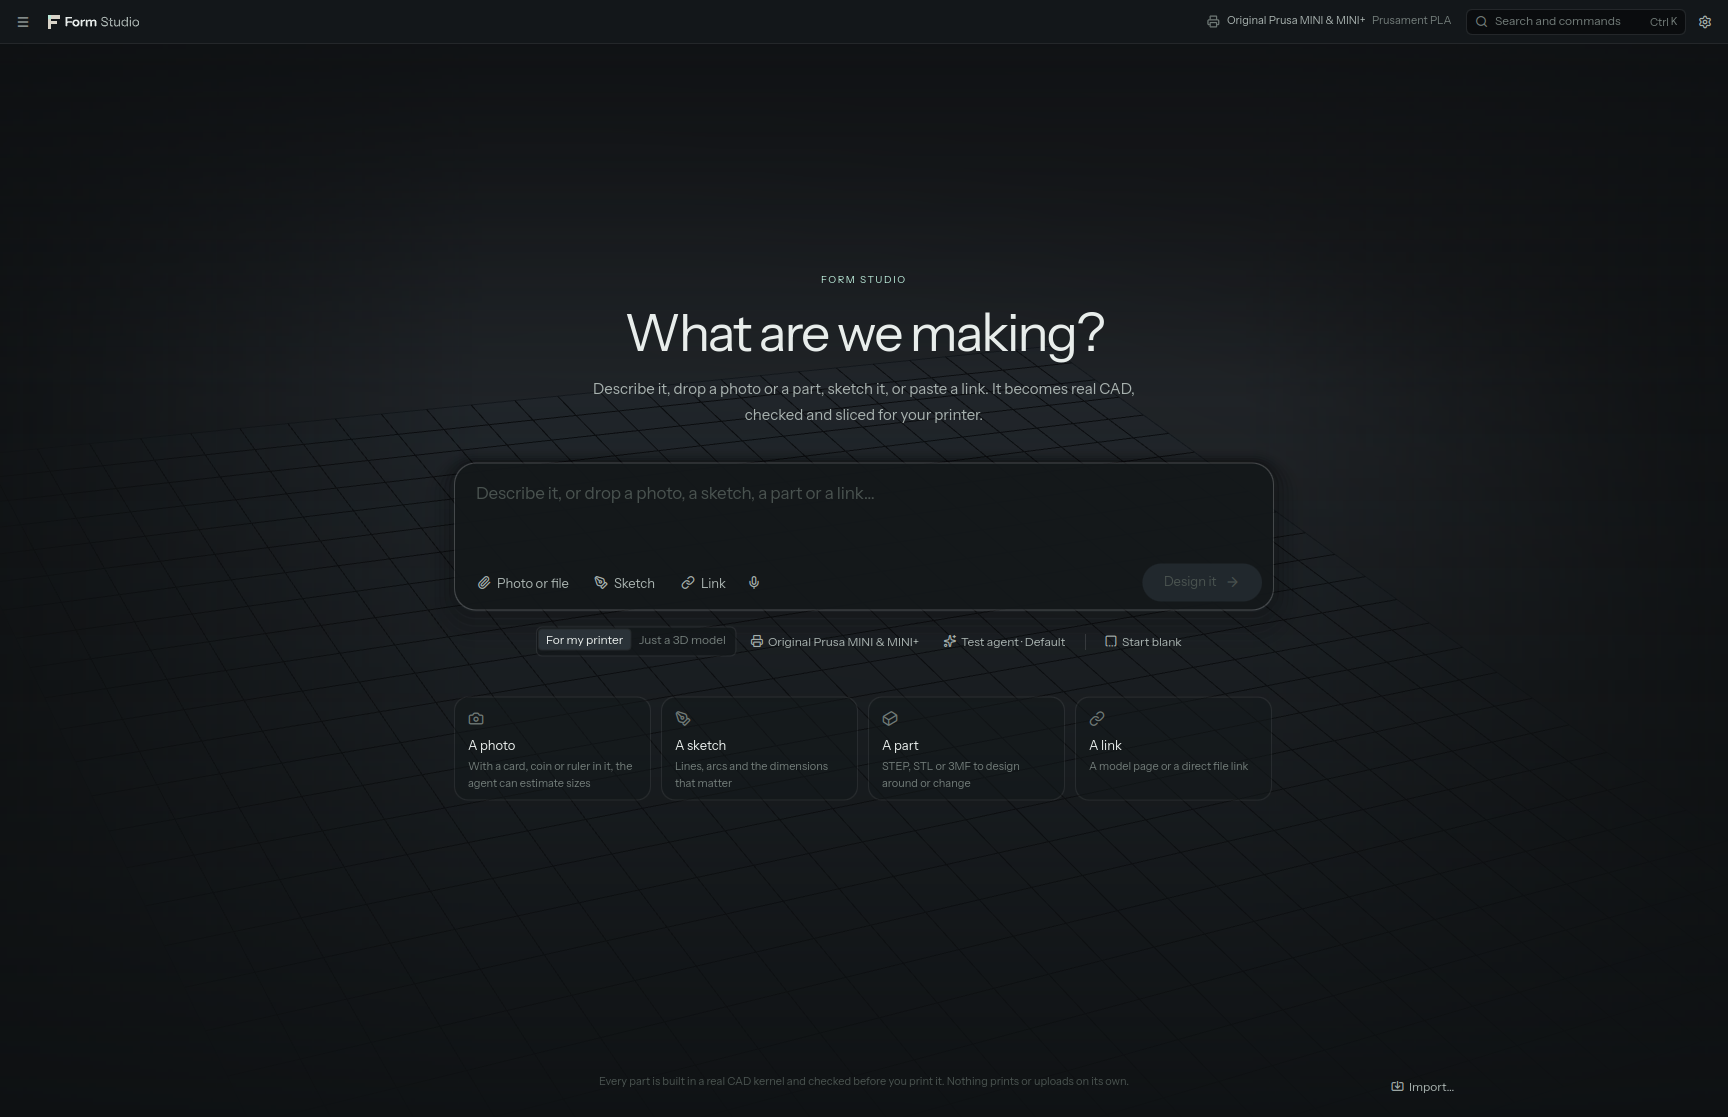 Form Studio
Original Prusa MINI & MINI+ Prusament PLA
Search and commands Ctrl K
FORM STUDIO
What are we making?
Describe it, drop a photo or a part, sketch it, or paste a link. It becomes real CAD,
checked and sliced for your printer.
Describe it, or drop a photo, a sketch, a part or a link...
Photo or file Sketch Link
Design it
For my printer Just a 3D model Original Prusa MINI & MINI+ Test agent · Default Start blank
A photo
With a card, coin or ruler in it, the
agent can estimate sizes
A sketch
Lines, arcs and the dimensions
that matter
A part
STEP, STL or 3MF to design
around or change
A link
A model page or a direct file link
Every part is built in a real CAD kernel and checked before you print it. Nothing prints or uploads on its own.
Import...